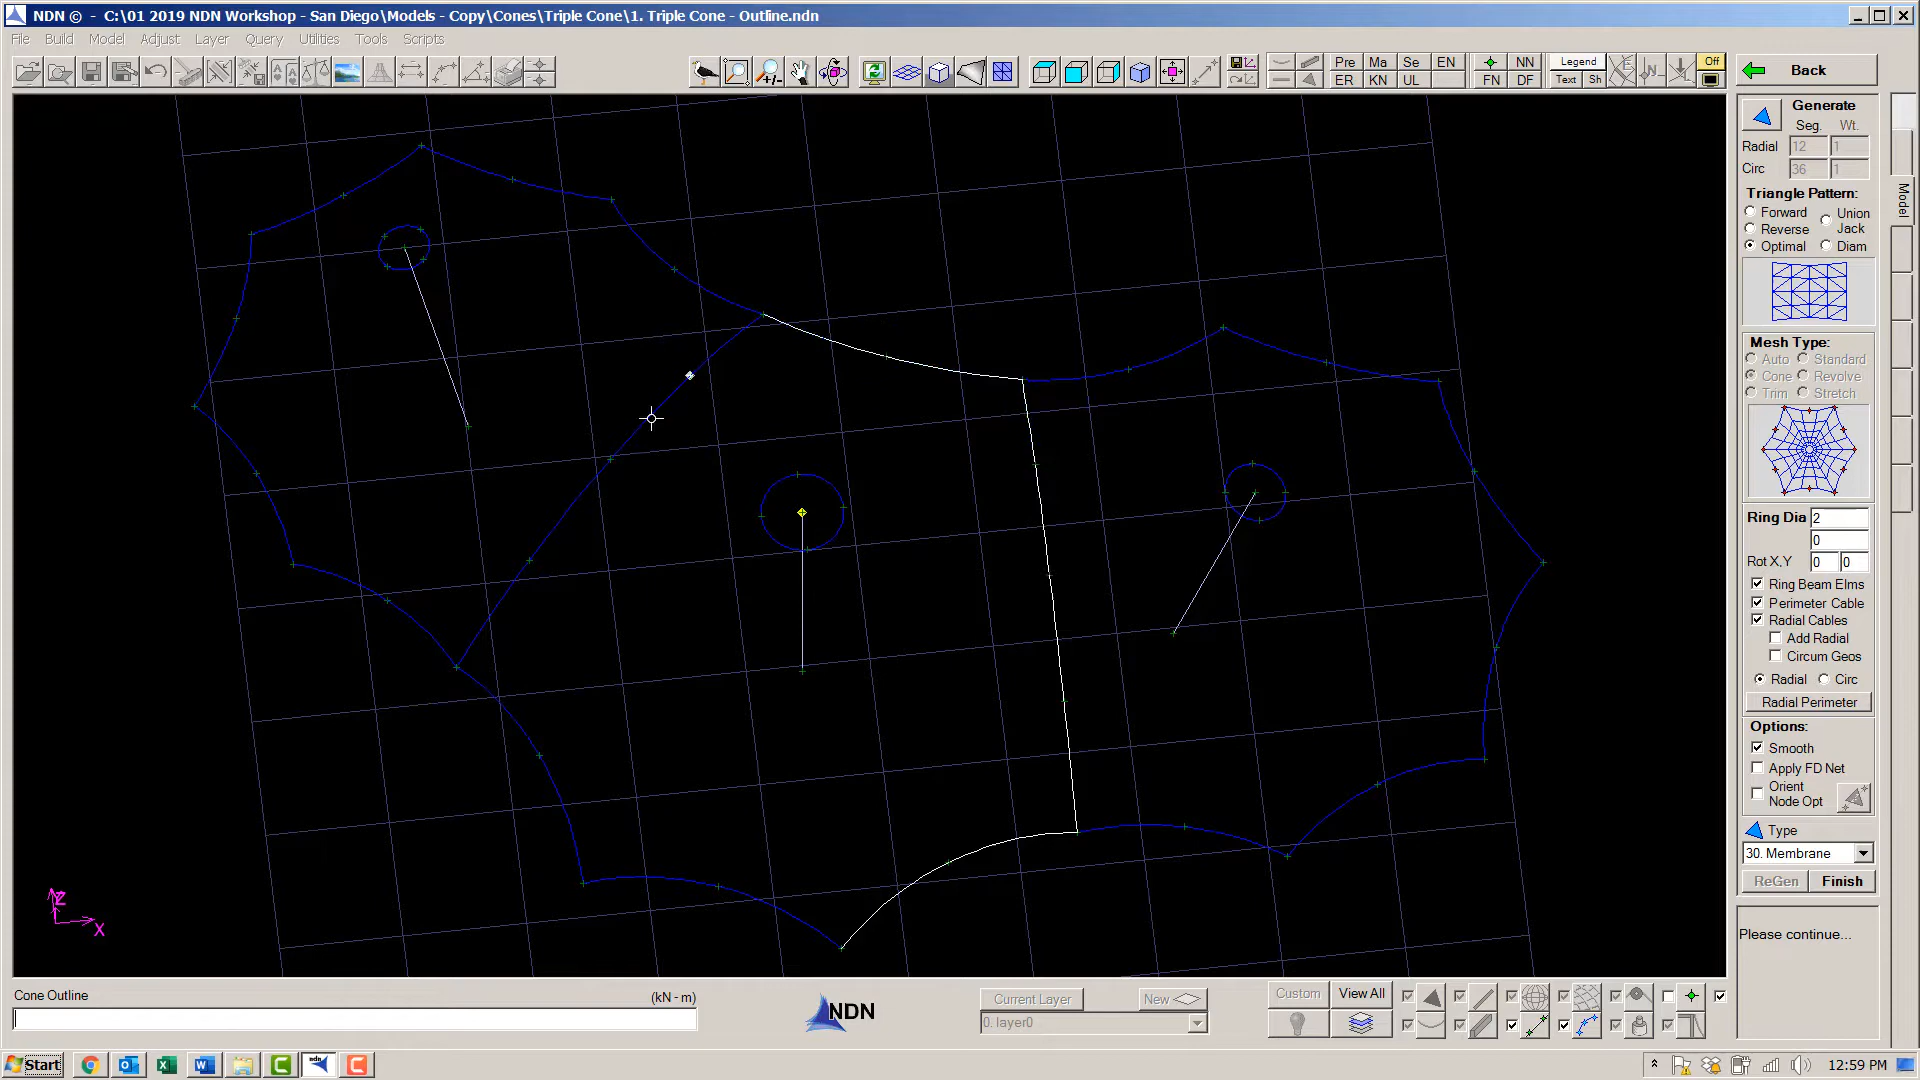 NDN © - C:\01 2019 NDN Workshop - San Diego\Models - Copy\Cones\Triple Cone\1. Triple Cone - Outline.ndn
File Build Model Adjust Layer Query Utilities Tools Scripts
Pre Ma Se EN NN Legend Off
ER KN UL FN DF Text Sh
Back
Generate
Seg. Wt.
Radial 12 1
Circ 36 1
Triangle Pattern:
Forward Union Jack
Reverse
Optimal Diam
Model
Mesh Type:
Auto Standard
Cone Revolve
Trim Stretch
Ring Dia 2
0
Rot X,Y 0 0
Ring Beam Elms
Perimeter Cable
Radial Cables
Add Radial
Circum Geos
Radial Circ
Radial Perimeter
Options:
Smooth
Apply FD Net
Orient
Node Opt
Type
30. Membrane
ReGen Finish
Please continue...
Z
X
Cone Outline (kN - m)
NDN
Current Layer New
0. layer0
Custom View All
Start
ndn
12:59 PM